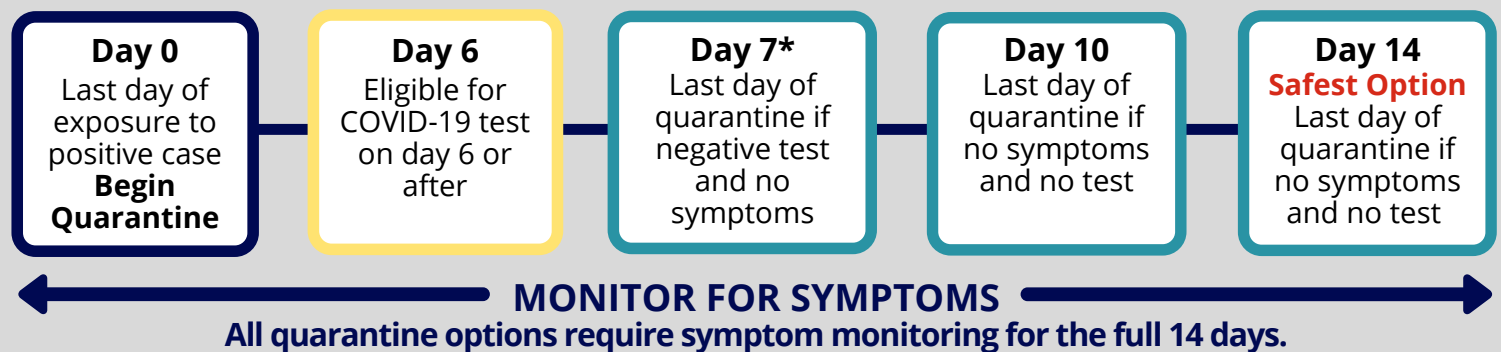 Day 0
Last day of
exposure to
positive case
Begin
Quarantine
Day 6
Eligible for
COVID-19 test
on day 6 or
after
Day 7*
Last day of
quarantine if
negative test
and no
symptoms
Day 10
Last day of
quarantine if
no symptoms
and no test
Day 14
Safest Option
Last day of
quarantine if
no symptoms
and no test
MONITOR FOR SYMPTOMS
All quarantine options require symptom monitoring for the full 14 days.